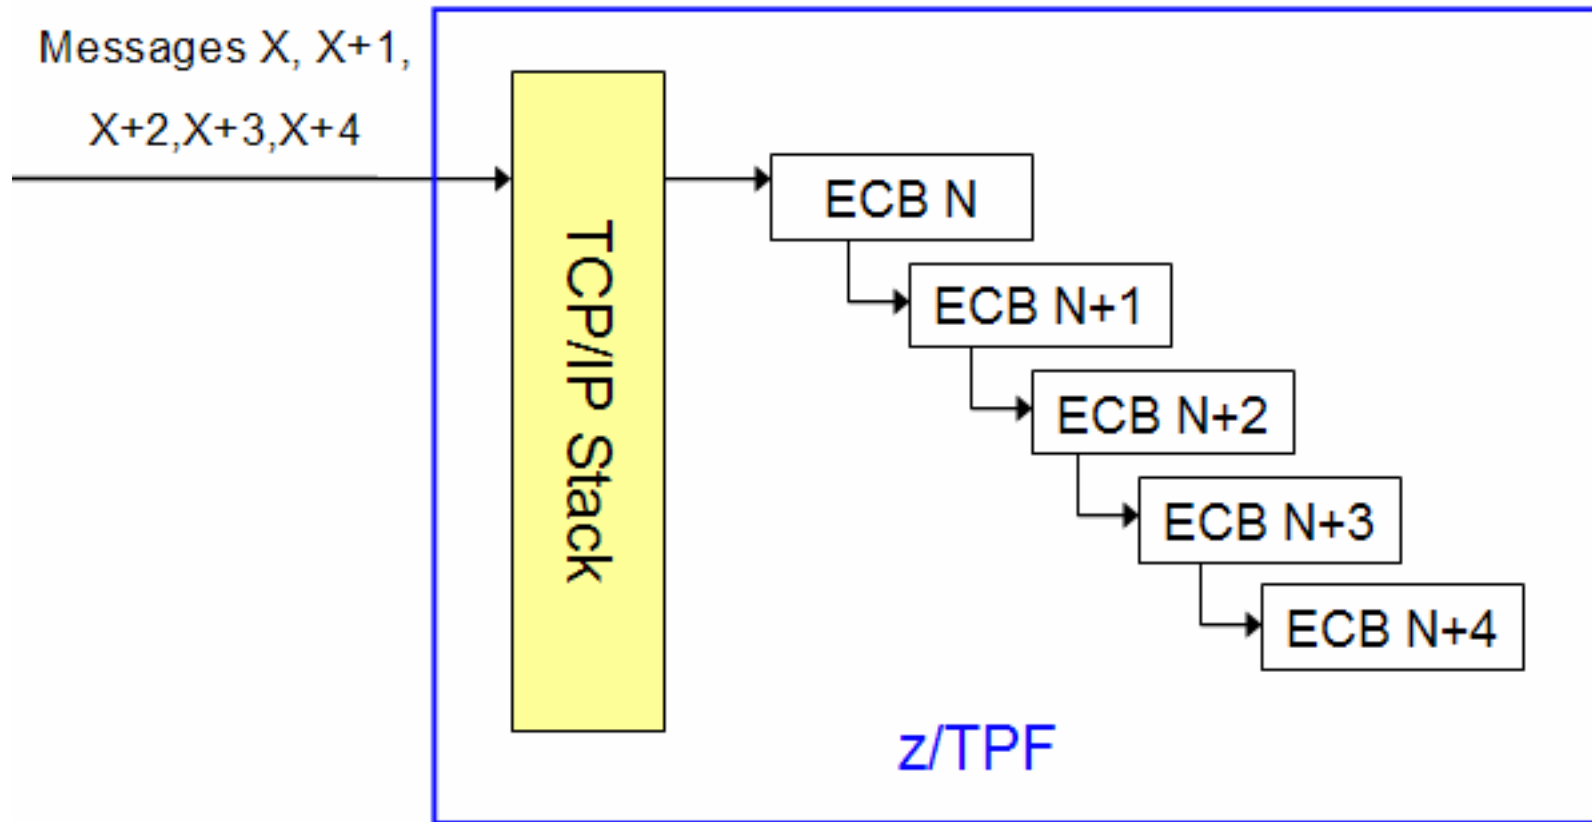 Messages X, X+1,
X+2,X+3,X+4
TCP/IP Stack
ECB N
ECB N+1
ECB N+2
ECB N+3
ECB N+4
z/TPF